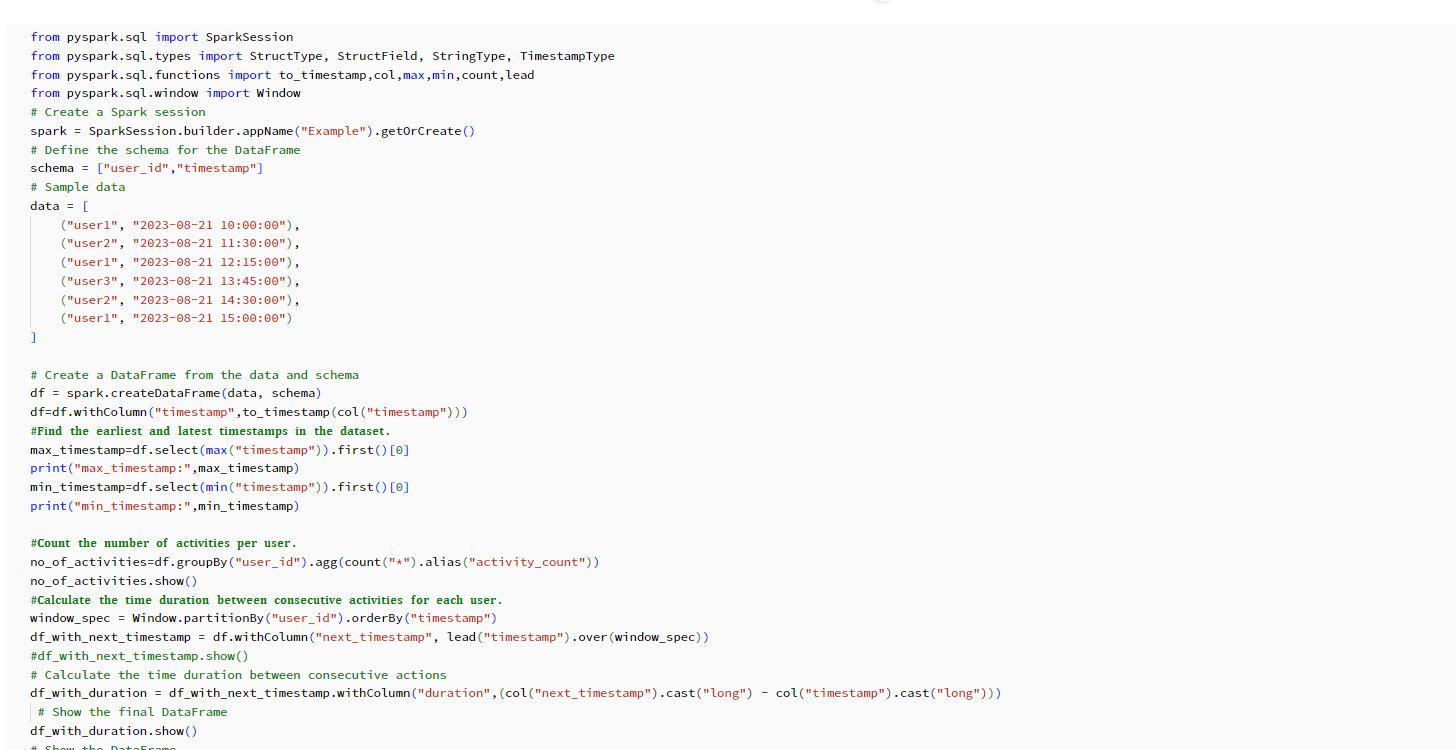 from pyspark.sql import SparkSession
from pyspark.sql.types import StructType, StructField, StringType, TimestampType
from pyspark.sql.functions import to_timestamp,col,max,min,count,lead
from pyspark.sql.window import Window
# Create a Spark session
spark = SparkSession.builder.appName("Example").getOrCreate()
# Define the schema for the DataFrame
schema = ["user_id","timestamp"]
# Sample data
data = [
    ("user1", "2023-08-21 10:00:00"),
    ("user2", "2023-08-21 11:30:00"),
    ("user1", "2023-08-21 12:15:00"),
    ("user3", "2023-08-21 13:45:00"),
    ("user2", "2023-08-21 14:30:00"),
    ("user1", "2023-08-21 15:00:00")
]
# Create a DataFrame from the data and schema
df = spark.createDataFrame(data, schema)
df=df.withColumn("timestamp",to_timestamp(col("timestamp")))
#Find the earliest and latest timestamps in the dataset.
max_timestamp=df.select(max("timestamp")).first()[0]
print("max_timestamp:",max_timestamp)
min_timestamp=df.select(min("timestamp")).first()[0]
print("min_timestamp:",min_timestamp)
#Count the number of activities per user.
no_of_activities=df.groupBy("user_id").agg(count("*").alias("activity_count"))
no_of_activities.show()
#Calculate the time duration between consecutive activities for each user.
window_spec = Window.partitionBy("user_id").orderBy("timestamp")
df_with_next_timestamp = df.withColumn("next_timestamp", lead("timestamp").over(window_spec))
#df_with_next_timestamp.show()
# Calculate the time duration between consecutive actions
df_with_duration = df_with_next_timestamp.withColumn("duration",(col("next_timestamp").cast("long") - col("timestamp").cast("long")))
 # Show the final DataFrame
df_with_duration.show()
# Show the DataFrame